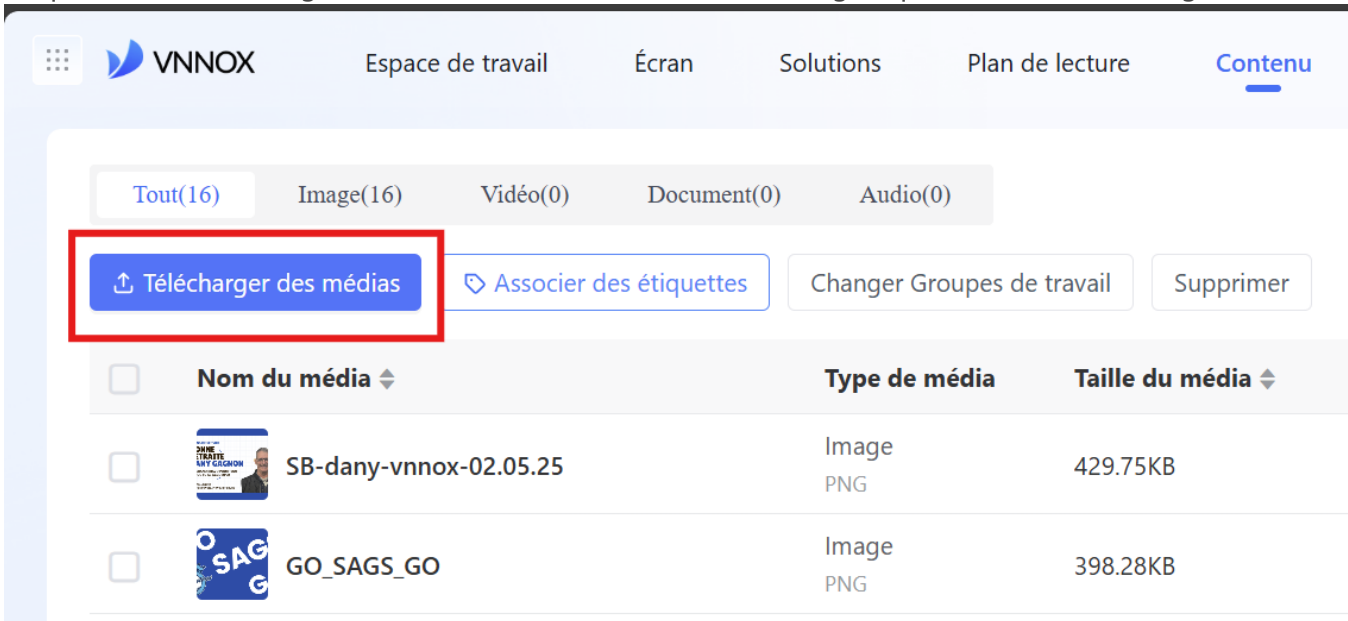 VNNOX
Espace de travail
Écran
Solutions
Plan de lecture
Contenu
Tout(16)
Image(16)
Vidéo(0)
Document(0)
Audio(0)
Télécharger des médias
Associer des étiquettes
Changer Groupes de travail
Supprimer
Nom du média
Type de média
Taille du média
SB-dany-vnnox-02.05.25
Image
PNG
429.75KB
GO_SAGS_GO
Image
PNG
398.28KB